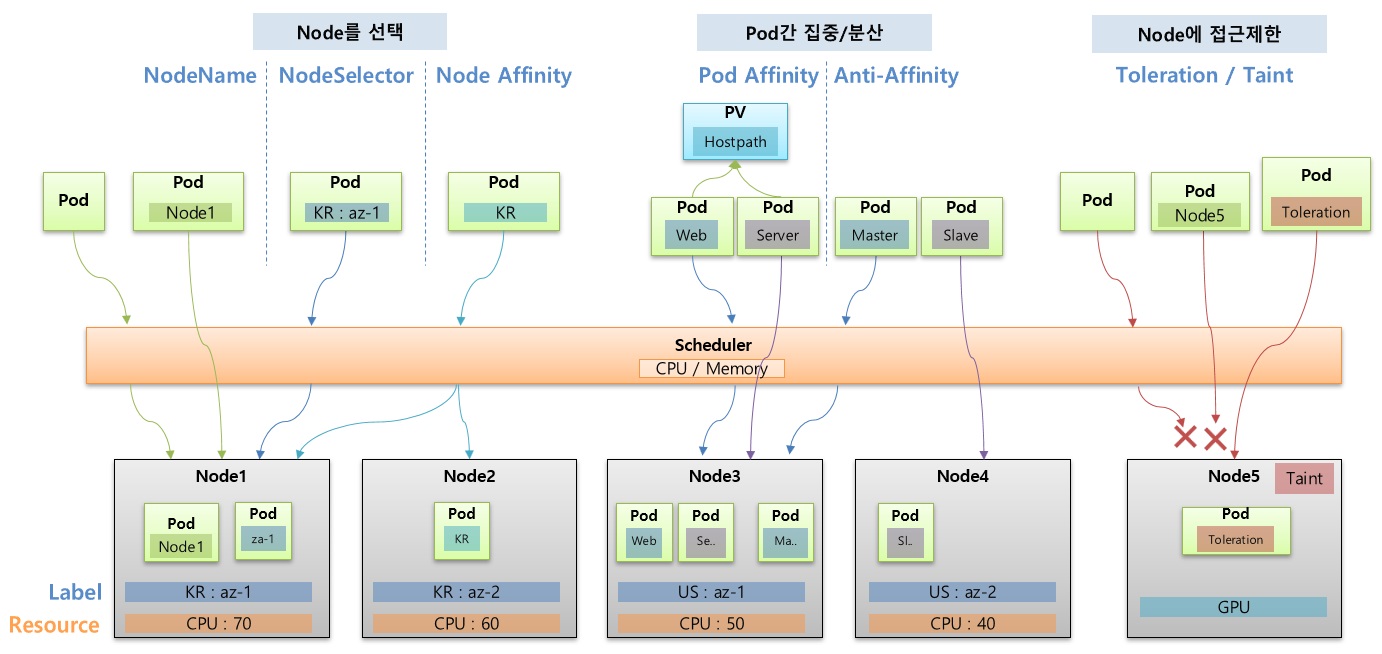 Node를 선택
Pod간 집중/분산
Node에 접근제한
NodeName
NodeSelector
Node Affinity
Pod Affinity
Anti-Affinity
Toleration / Taint
PV
Hostpath
Pod
Pod
Node1
Pod
KR : az-1
Pod
KR
Pod
Web
Pod
Server
Pod
Master
Pod
Slave
Pod
Pod
Node5
Pod
Toleration
Scheduler
CPU / Memory
Node1
Pod
Node1
Pod
za-1
KR : az-1
CPU : 70
Node2
Pod
KR
KR : az-2
CPU : 60
Node3
Pod
Web
Pod
Se..
Pod
Ma..
US : az-1
CPU : 50
Node4
Pod
Sl..
US : az-2
CPU : 40
Node5
Taint
Pod
Toleration
GPU
Label
Resource